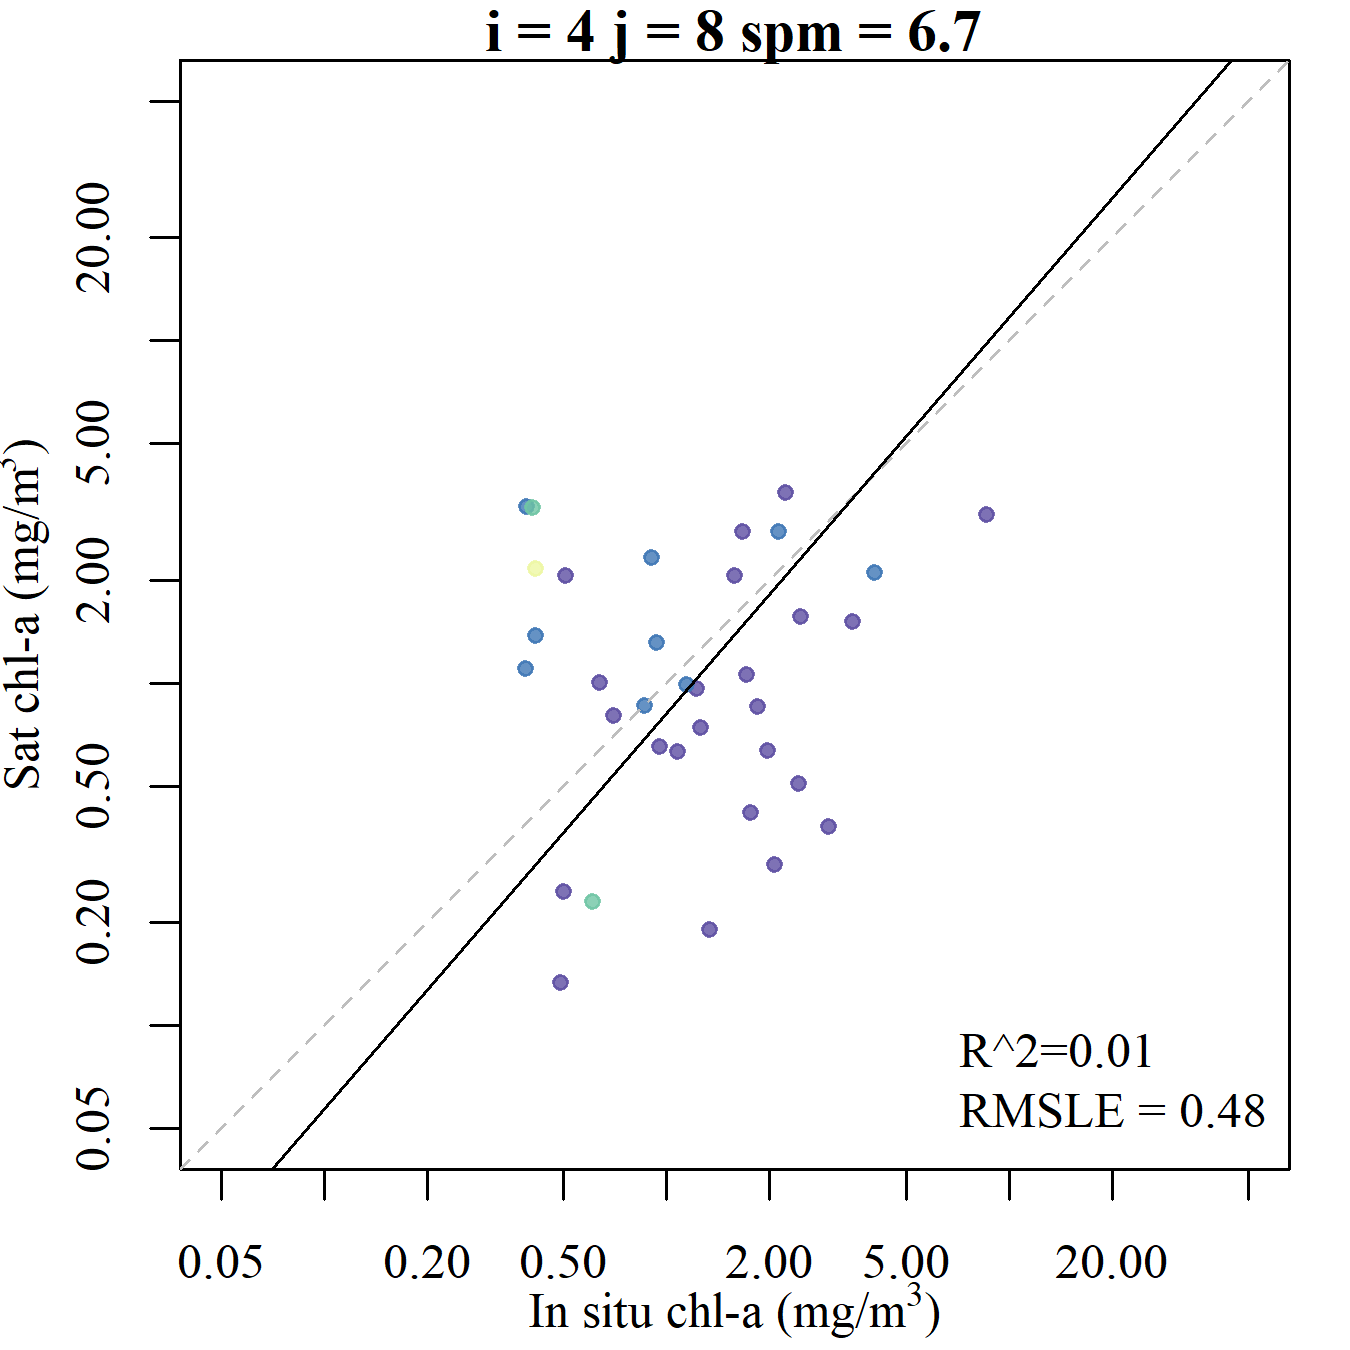 i = 4 j = 8 spm = 6.7
Sat chl-a (mg/m³)
20.00
5.00
2.00
0.50
0.20
0.05
R^2=0.01
RMSLE = 0.48
0.05 0.20 0.50 2.00 5.00 20.00
In situ chl-a (mg/m³)